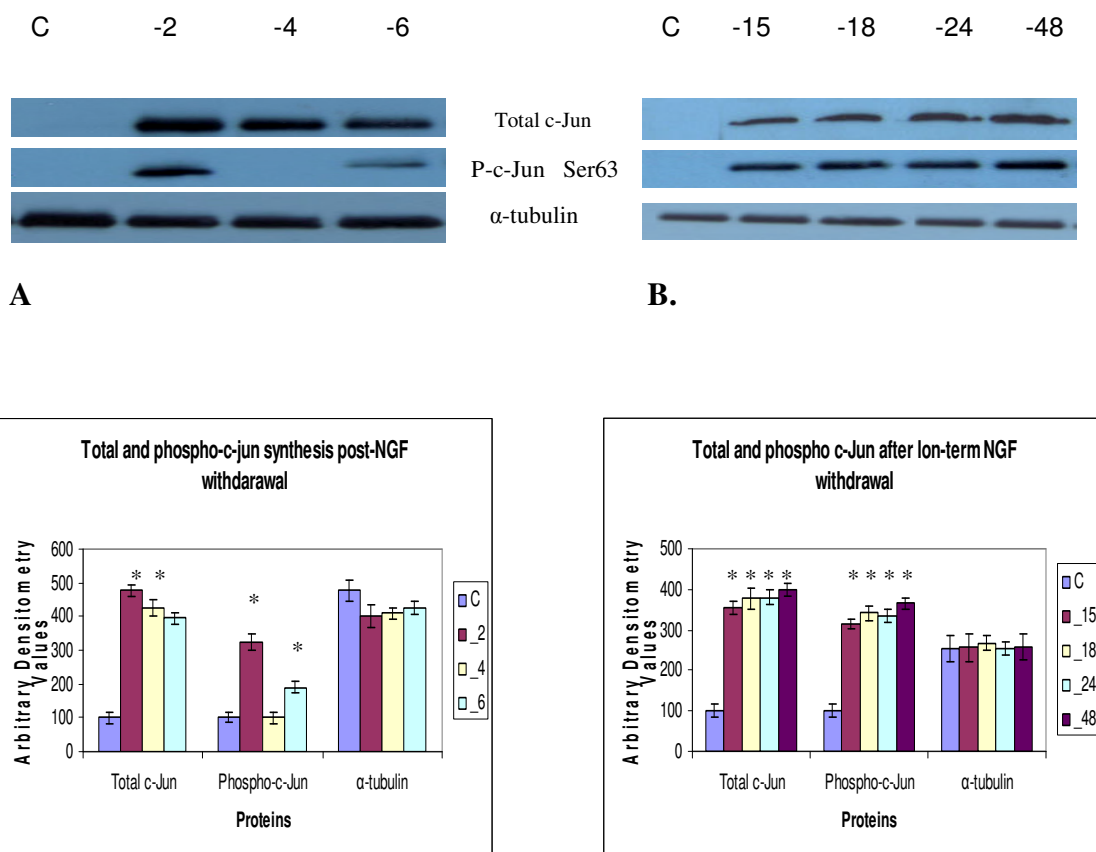 C -2 -4 -6
C -15 -18 -24 -48
Total c-Jun
P-c-Jun Ser63
α-tubulin
A
B.
Total and phospho-c-jun synthesis post-NGF
withdarawal
Arbitrary Densitometry
Values
600
500
400
300
200
100
0
* *
*
*
Total c-Jun Phospho-c-Jun α-tubulin
Proteins
C
_2
_4
_6
Total and phospho c-Jun after lon-term NGF
withdrawal
Arbitrary Densitometry
Values
500
400
300
200
100
0
* * * * * * * *
Total c-Jun Phospho-c-Jun α-tubulin
Proteins
C
_15
_18
_24
_48